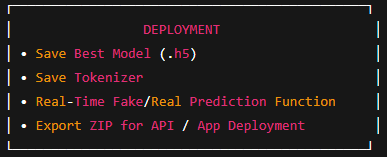 DEPLOYMENT
• Save Best Model (.h5)
• Save Tokenizer
• Real-Time Fake/Real Prediction Function
• Export ZIP for API / App Deployment